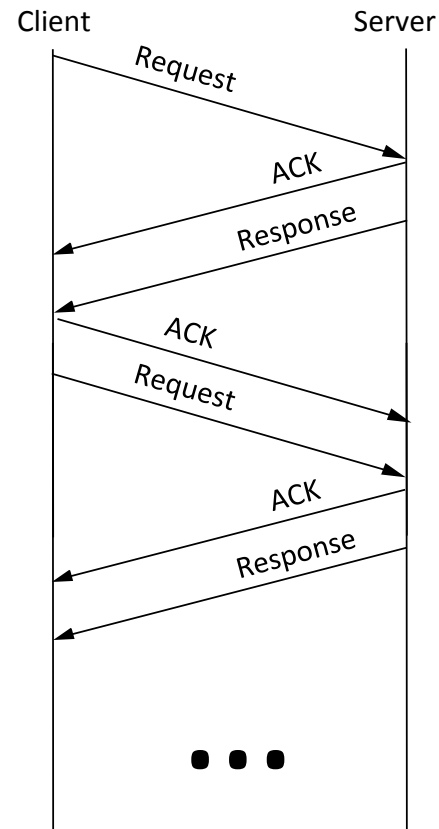 Client Server
Request
ACK
Response
ACK
Request
ACK
Response